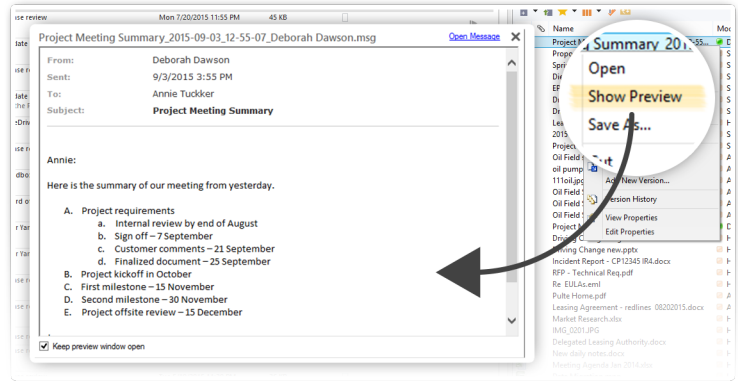 ase review Mon 7/20/2015 11:55 PM 45 KB
Project Meeting Summary_2015-09-03_12-55-07_Deborah Dawson.msg Open Message
From: Deborah Dawson
Sent: 9/3/2015 3:55 PM
To: Annie Tuckker
Subject: Project Meeting Summary
Annie:
Here is the summary of our meeting from yesterday.
A. Project requirements
a. Internal review by end of August
b. Sign off – 7 September
c. Customer comments – 21 September
d. Finalized document – 25 September
B. Project kickoff in October
C. First milestone – 15 November
D. Second milestone – 30 November
E. Project offsite review – 15 December
Keep preview window open
Name
Summary 201
Open
Show Preview
Save As...
Add New Version...
Version History
View Properties
Edit Properties
Oil Field
oil pump
111oil.jpg
Oil Field
Oil Field
Oil Field
Project M
Driving
Driving Change new.pptx
Incident Report - CP12345 IR4.docx
RFP - Technical Req.pdf
Re EULAs.eml
Pulte Home.pdf
Leasing Agreement - redlines 08202015.docx
Market Research.xlsx
IMG_0201.JPG
Delegated Leasing Authority.docx
New daily notes.docx
Meeting Agenda Jan 2014.xlsx